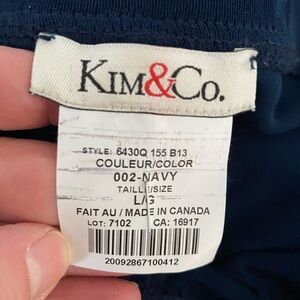 KIM&CO.
STYLE: 6430Q 155 B13
COULEUR/COLOR
002-NAVY
TAILLE/SIZE
L/G
FAIT AU / MADE IN CANADA
LOT: 7102 CA: 16917
20092867100412